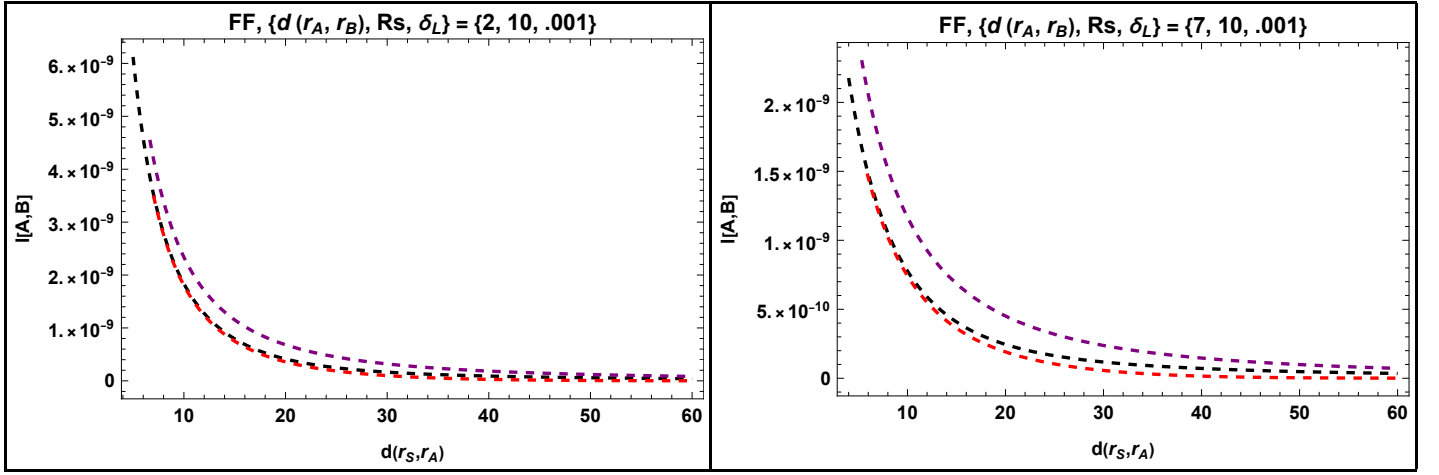 FF, {d (r_A, r_B), Rs, δ_L} = {2, 10, .001}
6. × 10⁻⁹
5. × 10⁻⁹
4. × 10⁻⁹
3. × 10⁻⁹
2. × 10⁻⁹
1. × 10⁻⁹
0
I[A,B]
10 20 30 40 50 60
d(r_S,r_A)
FF, {d (r_A, r_B), Rs, δ_L} = {7, 10, .001}
2. × 10⁻⁹
1.5 × 10⁻⁹
1. × 10⁻⁹
5. × 10⁻¹⁰
0
I[A,B]
10 20 30 40 50 60
d(r_S,r_A)